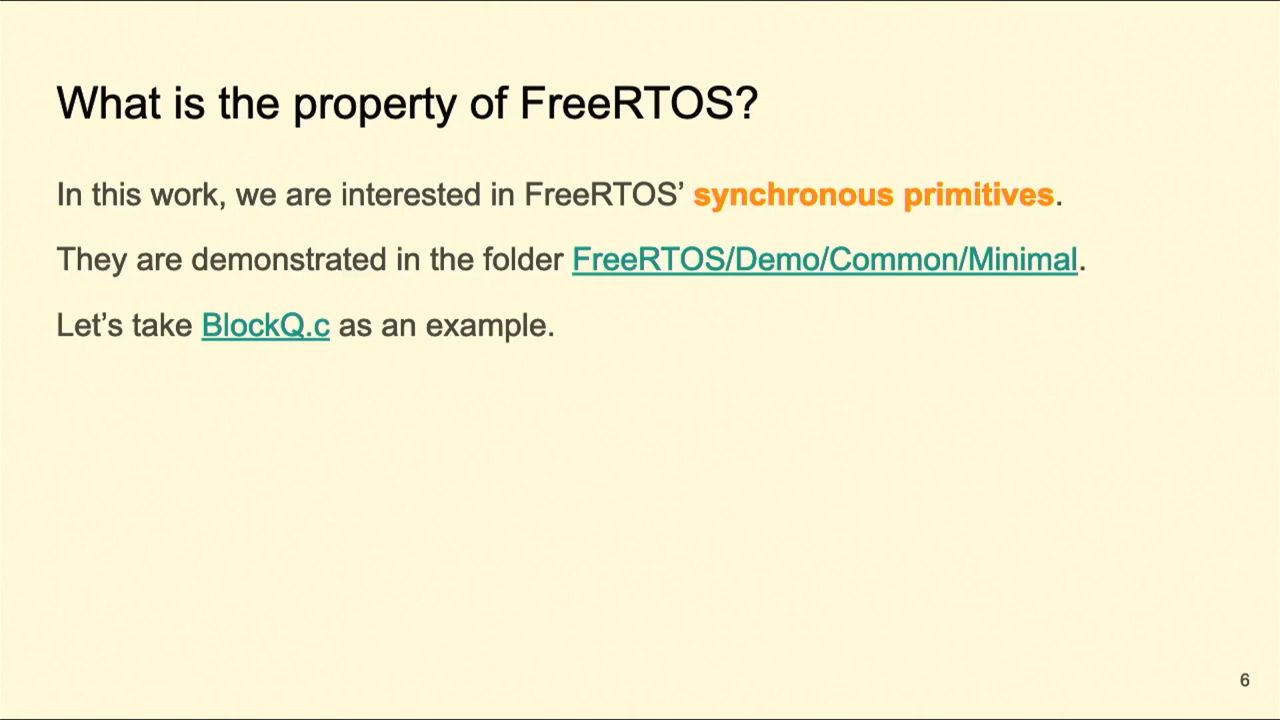 What is the property of FreeRTOS?
In this work, we are interested in FreeRTOS’ synchronous primitives.
They are demonstrated in the folder FreeRTOS/Demo/Common/Minimal.
Let’s take BlockQ.c as an example.
6